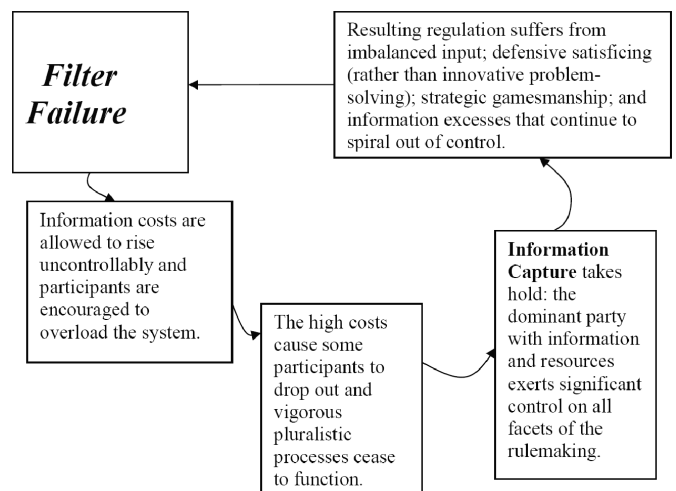 Filter
Failure
Information costs are
allowed to rise
uncontrollably and
participants are
encouraged to
overload the system.
The high costs
cause some
participants to
drop out and
vigorous
pluralistic
processes cease
to function.
Information
Capture takes
hold: the
dominant party
with information
and resources
exerts significant
control on all
facets of the
rulemaking.
Resulting regulation suffers from
imbalanced input; defensive satisficing
(rather than innovative problem-
solving); strategic gamesmanship; and
information excesses that continue to
spiral out of control.